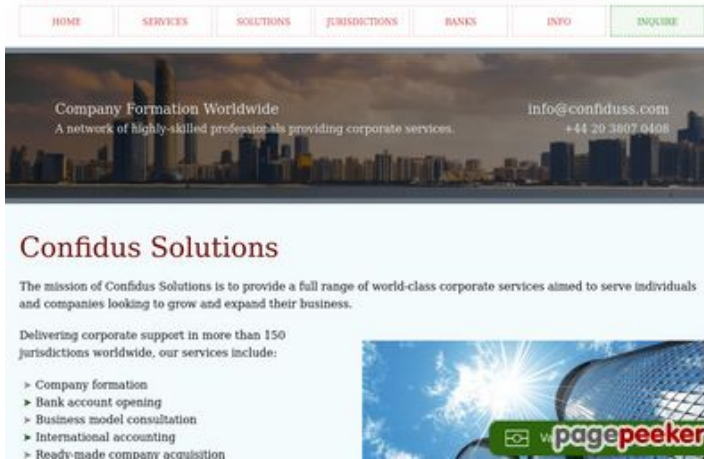 HOME SERVICES SOLUTIONS JURISDICTIONS BANKS INFO INQUIRE
Company Formation Worldwide
A network of highly-skilled professionals providing corporate services.
info@confiduss.com
+44 20 3807 0408
Confidus Solutions
The mission of Confidus Solutions is to provide a full range of world-class corporate services aimed to serve individuals
and companies looking to grow and expand their business.
Delivering corporate support in more than 150
jurisdictions worldwide, our services include:
➤ Company formation
➤ Bank account opening
➤ Business model consultation
➤ International accounting
➤ Ready-made company acquisition
pagepeeker